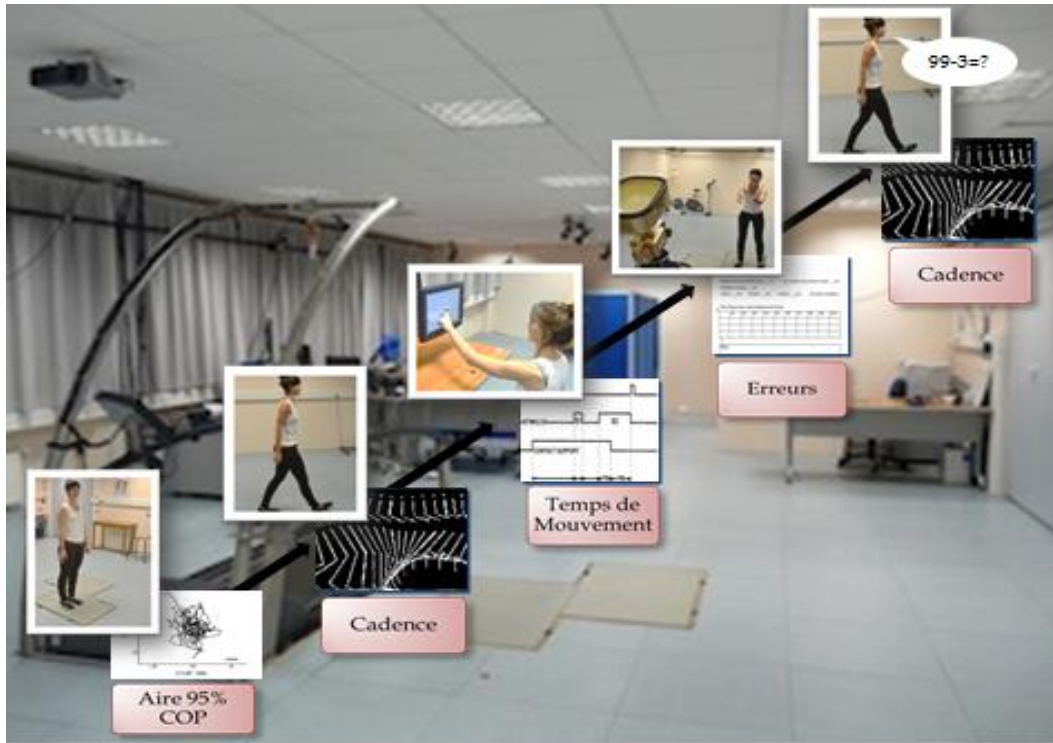 99-3=?
Cadence
Erreurs
Temps de
Mouvement
Cadence
Aire 95%
COP